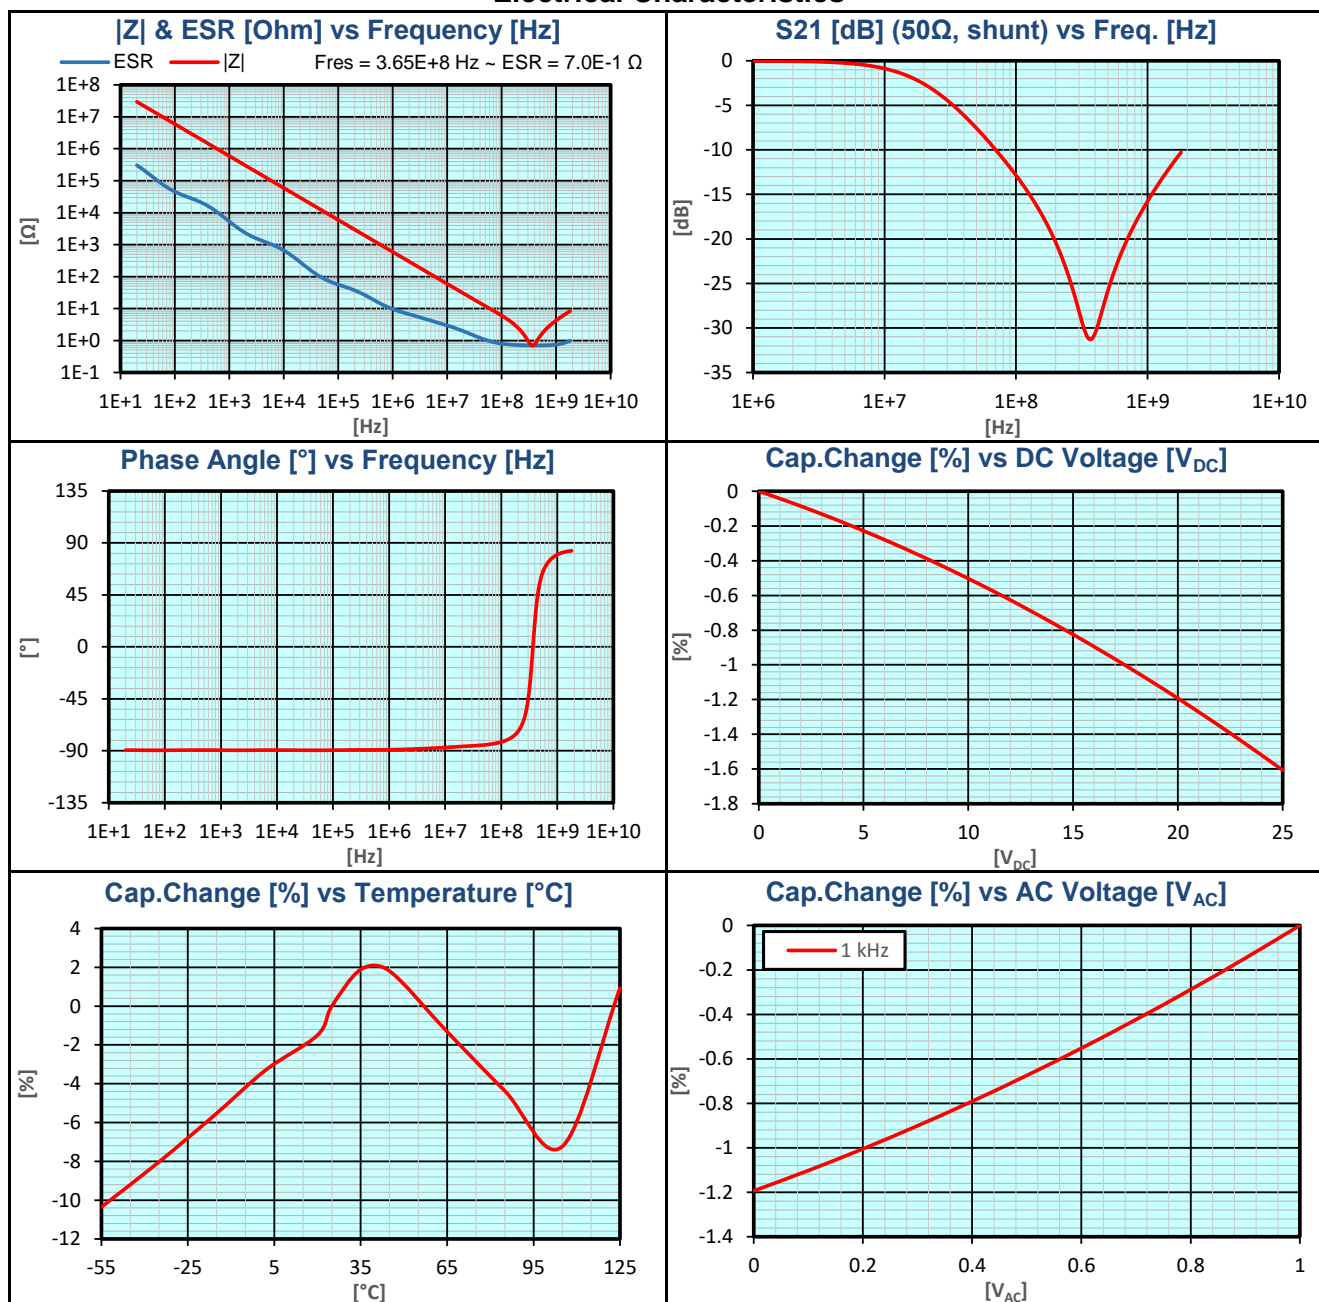 |Z| & ESR [Ohm] vs Frequency [Hz]
ESR |Z| Fres = 3.65E+8 Hz ~ ESR = 7.0E-1 Ω
1E+8
1E+7
1E+6
1E+5
1E+4
1E+3
1E+2
1E+1
1E+0
1E-1
[Ω]
1E+1 1E+2 1E+3 1E+4 1E+5 1E+6 1E+7 1E+8 1E+9 1E+10
[Hz]
S21 [dB] (50Ω, shunt) vs Freq. [Hz]
0
-5
-10
-15
-20
-25
-30
-35
[dB]
1E+6 1E+7 1E+8 1E+9 1E+10
[Hz]
Phase Angle [°] vs Frequency [Hz]
135
90
45
0
-45
-90
-135
[°]
1E+1 1E+2 1E+3 1E+4 1E+5 1E+6 1E+7 1E+8 1E+9 1E+10
[Hz]
Cap.Change [%] vs DC Voltage [VDC]
0
-0.2
-0.4
-0.6
-0.8
-1
-1.2
-1.4
-1.6
-1.8
[%]
0 5 10 15 20 25
[VDC]
Cap.Change [%] vs Temperature [°C]
4
2
0
-2
-4
-6
-8
-10
-12
[%]
-55 -25 5 35 65 95 125
[°C]
Cap.Change [%] vs AC Voltage [VAC]
1 kHz
0
-0.2
-0.4
-0.6
-0.8
-1
-1.2
-1.4
[%]
0 0.2 0.4 0.6 0.8 1
[VAC]